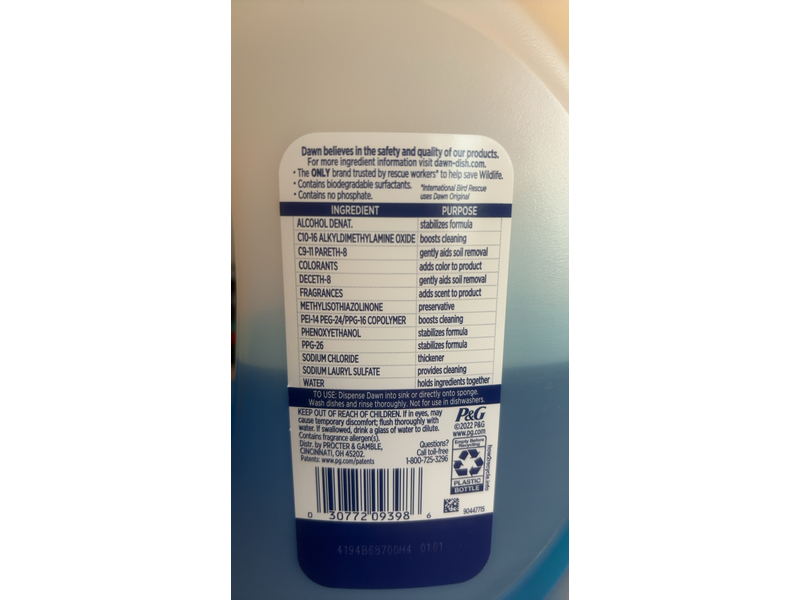 Dawn believes in the safety and quality of our products.
For more ingredient information visit dawn-dish.com.
• The ONLY brand trusted by rescue workers* to help save Wildlife.
• Contains biodegradable surfactants.
• Contains no phosphate.
*International Bird Rescue
uses Dawn Original
INGREDIENT PURPOSE
ALCOHOL DENAT. stabilizes formula
C10-16 ALKYLDIMETHYLAMINE OXIDE boosts cleaning
C9-11 PARETH-8 gently aids soil removal
COLORANTS adds color to product
DECETH-8 gently aids soil removal
FRAGRANCES adds scent to product
METHYLISOTHIAZOLINONE preservative
PEI-14 PEG-24/PPG-16 COPOLYMER boosts cleaning
PHENOXYETHANOL stabilizes formula
PPG-26 stabilizes formula
SODIUM CHLORIDE thickener
SODIUM LAURYL SULFATE provides cleaning
WATER holds ingredients together
TO USE: Dispense Dawn into sink or directly onto sponge.
Wash dishes and rinse thoroughly. Not for use in dishwashers.
KEEP OUT OF REACH OF CHILDREN. If in eyes, may
cause temporary discomfort; flush thoroughly with
water. If swallowed, drink a glass of water to dilute.
Contains fragrance allergen(s).
Distr. by PROCTER & GAMBLE,
CINCINNATI, OH 45202.
Patents: www.pg.com/patents
Questions?
Call toll-free
1-800-725-3296
P&G
©2022 P&G
www.pg.com
Empty Before
Recycling
PLASTIC
BOTTLE
how2recycle.info
0 30772 09398 6
90447715
4194B65700H4 01:01